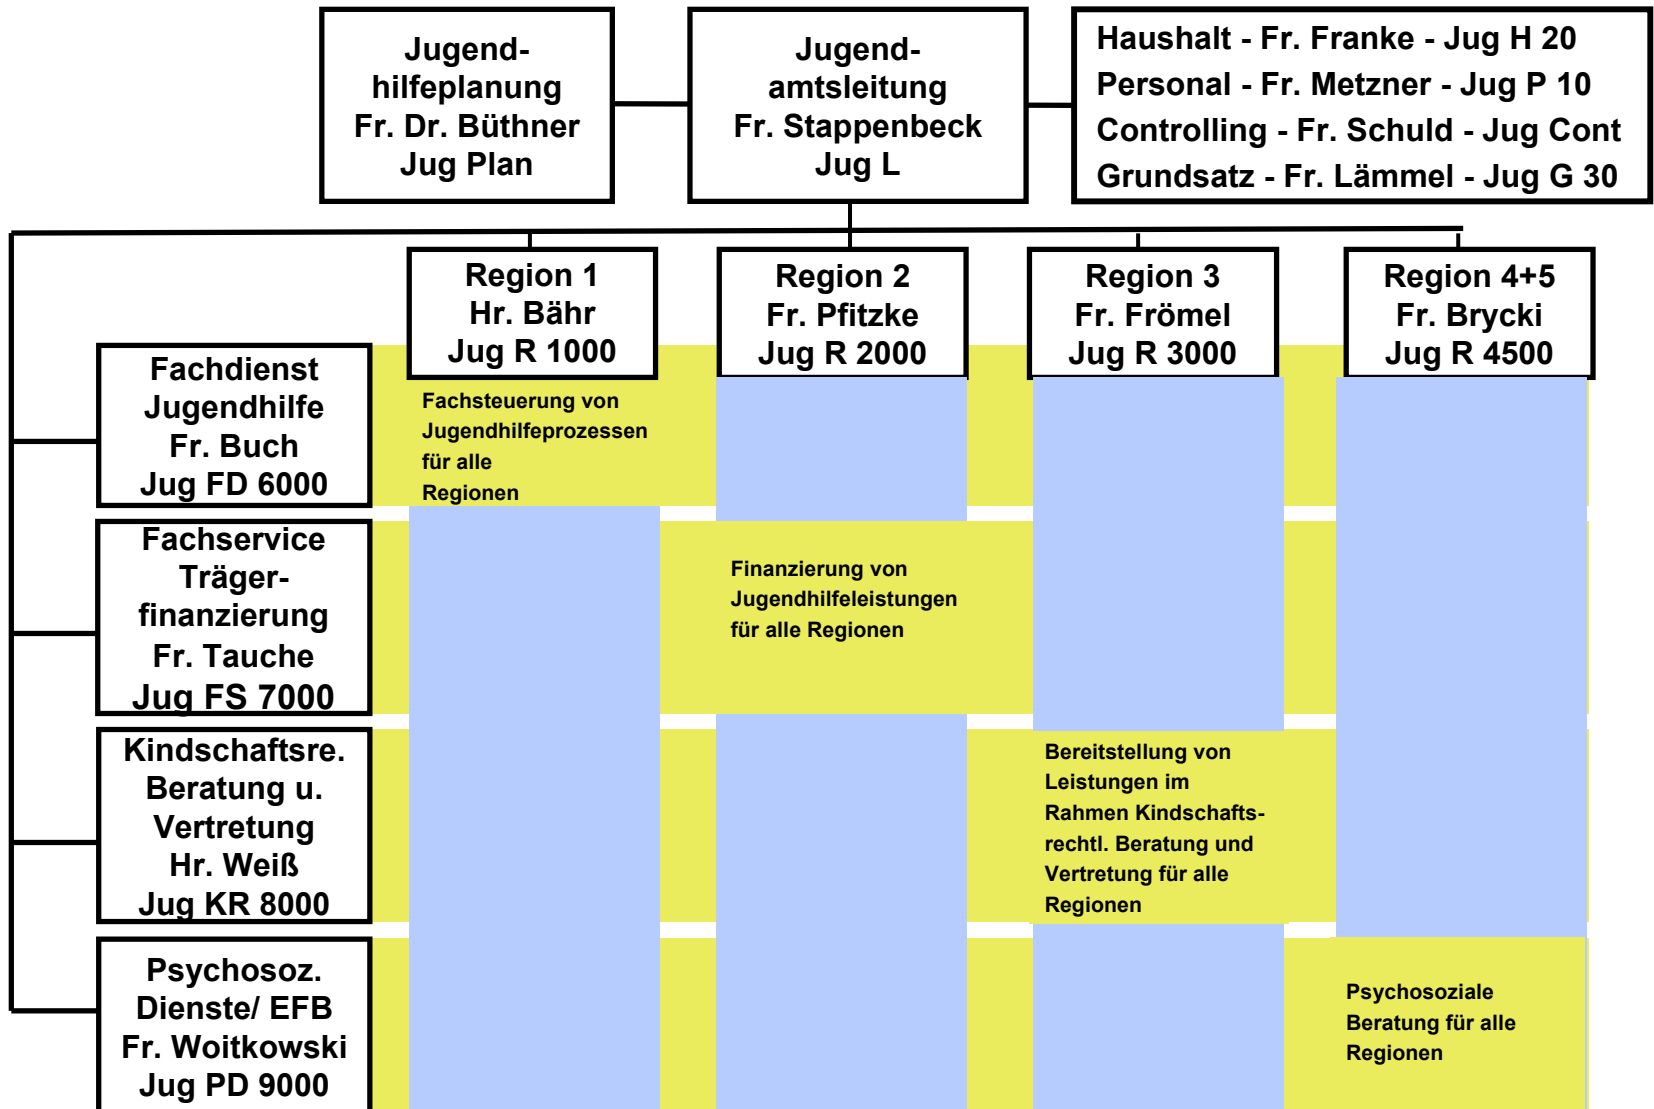 Jugend-
hilfeplanung
Fr. Dr. Büthner
Jug Plan
Jugend-
amtsleitung
Fr. Stappenbeck
Jug L
Haushalt - Fr. Franke - Jug H 20
Personal - Fr. Metzner - Jug P 10
Controlling - Fr. Schuld - Jug Cont
Grundsatz - Fr. Lämmel - Jug G 30
Region 1
Hr. Bähr
Jug R 1000
Region 2
Fr. Pfitzke
Jug R 2000
Region 3
Fr. Frömel
Jug R 3000
Region 4+5
Fr. Brycki
Jug R 4500
Fachdienst
Jugendhilfe
Fr. Buch
Jug FD 6000
Fachsteuerung von
Jugendhilfeprozessen
für alle
Regionen
Fachservice
Träger-
finanzierung
Fr. Tauche
Jug FS 7000
Finanzierung von
Jugendhilfeleistungen
für alle Regionen
Kindschaftsre.
Beratung u.
Vertretung
Hr. Weiß
Jug KR 8000
Bereitstellung von
Leistungen im
Rahmen Kindschafts-
rechtl. Beratung und
Vertretung für alle
Regionen
Psychosoz.
Dienste/ EFB
Fr. Woitkowski
Jug PD 9000
Psychosoziale
Beratung für alle
Regionen